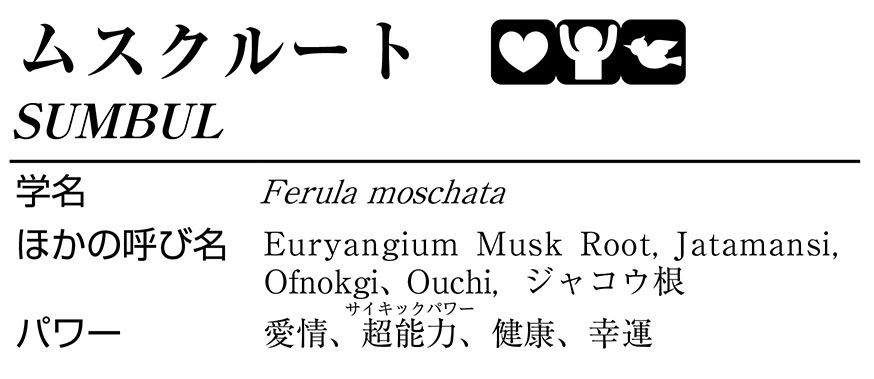 ムスクルート
SUMBUL
学名 Ferula moschata
ほかの呼び名 Euryangium Musk Root, Jatamansi,
Ofnokgi、Ouchi, ジャコウ根
サイキックパワー
パワー 愛情、超能力、健康、幸運